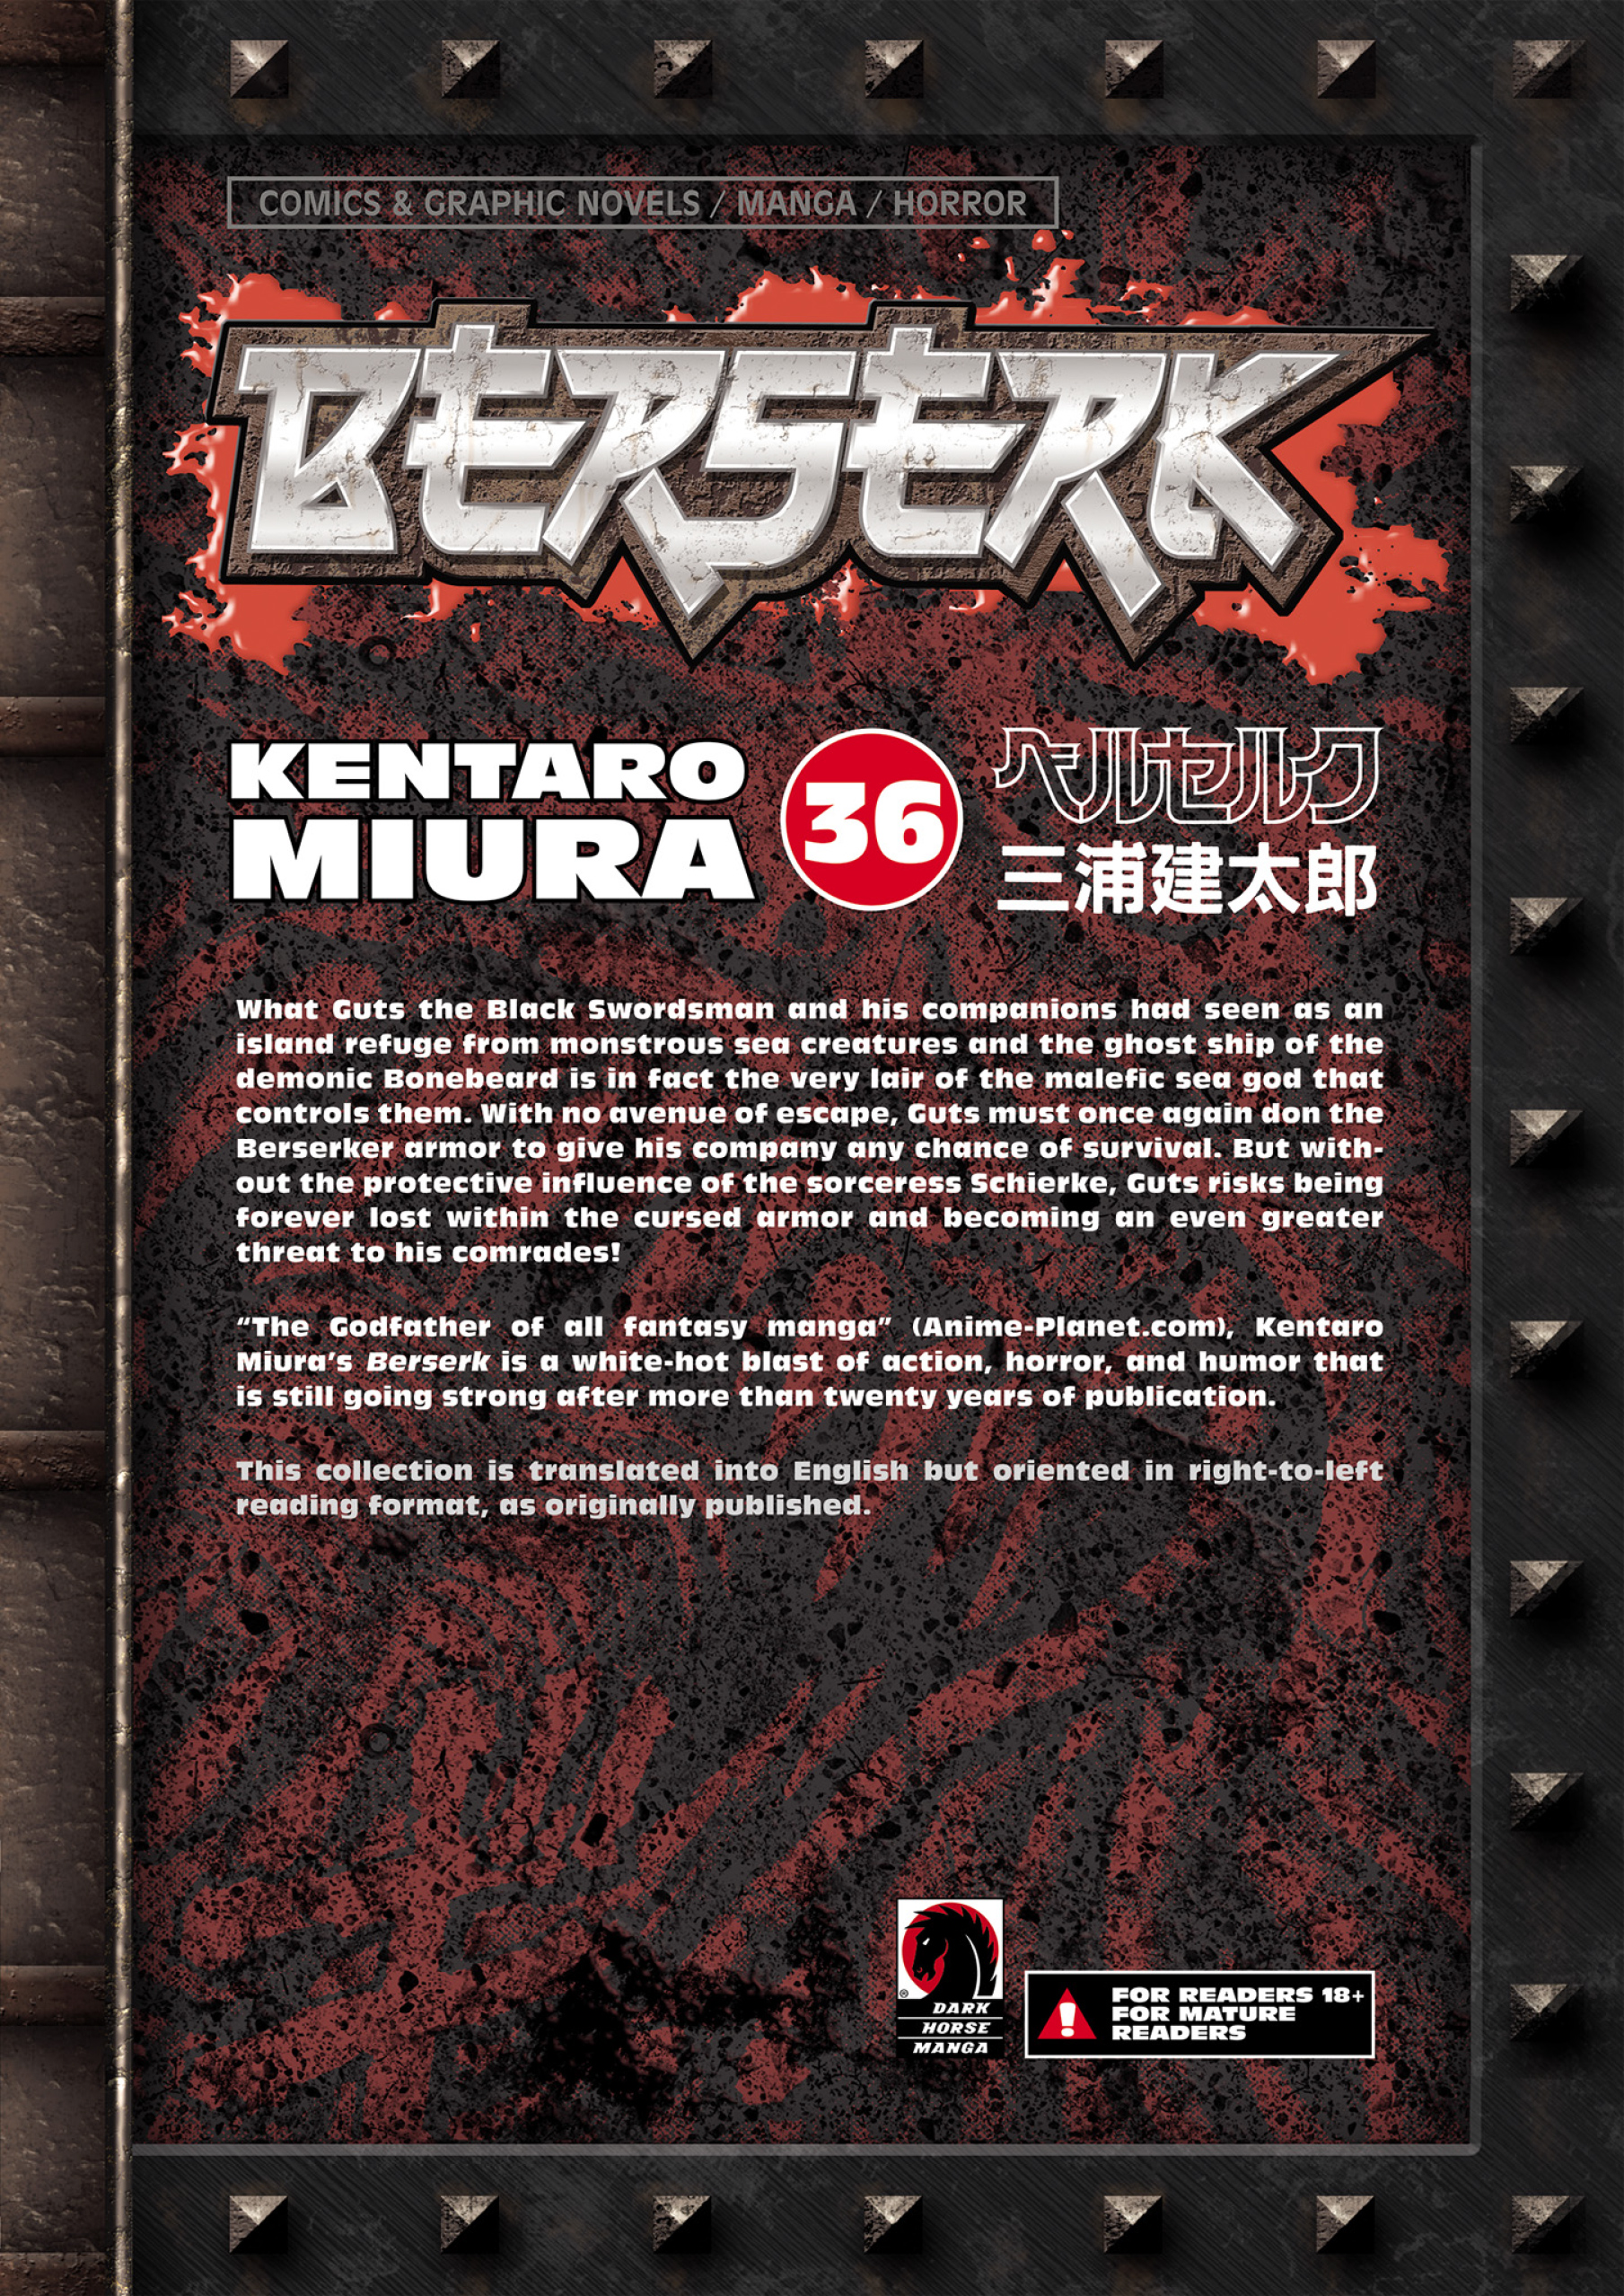 COMICS & GRAPHIC NOVELS / MANGA / HORROR
BERSERK
KENTARO
MIURA
36
ベルセルク
三浦建太郎
What Guts the Black Swordsman and his companions had seen as an
island refuge from monstrous sea creatures and the ghost ship of the
demonic Bonebeard is in fact the very lair of the malefic sea god that
controls them. With no avenue of escape, Guts must once again don the
Berserker armor to give his company any chance of survival. But with-
out the protective influence of the sorceress Schierke, Guts risks being
forever lost within the cursed armor and becoming an even greater
threat to his comrades!
“The Godfather of all fantasy manga” (Anime-Planet.com), Kentaro
Miura’s Berserk is a white-hot blast of action, horror, and humor that
is still going strong after more than twenty years of publication.
This collection is translated into English but oriented in right-to-left
reading format, as originally published.
®
DARK
HORSE
MANGA
FOR READERS 18+
FOR MATURE
READERS